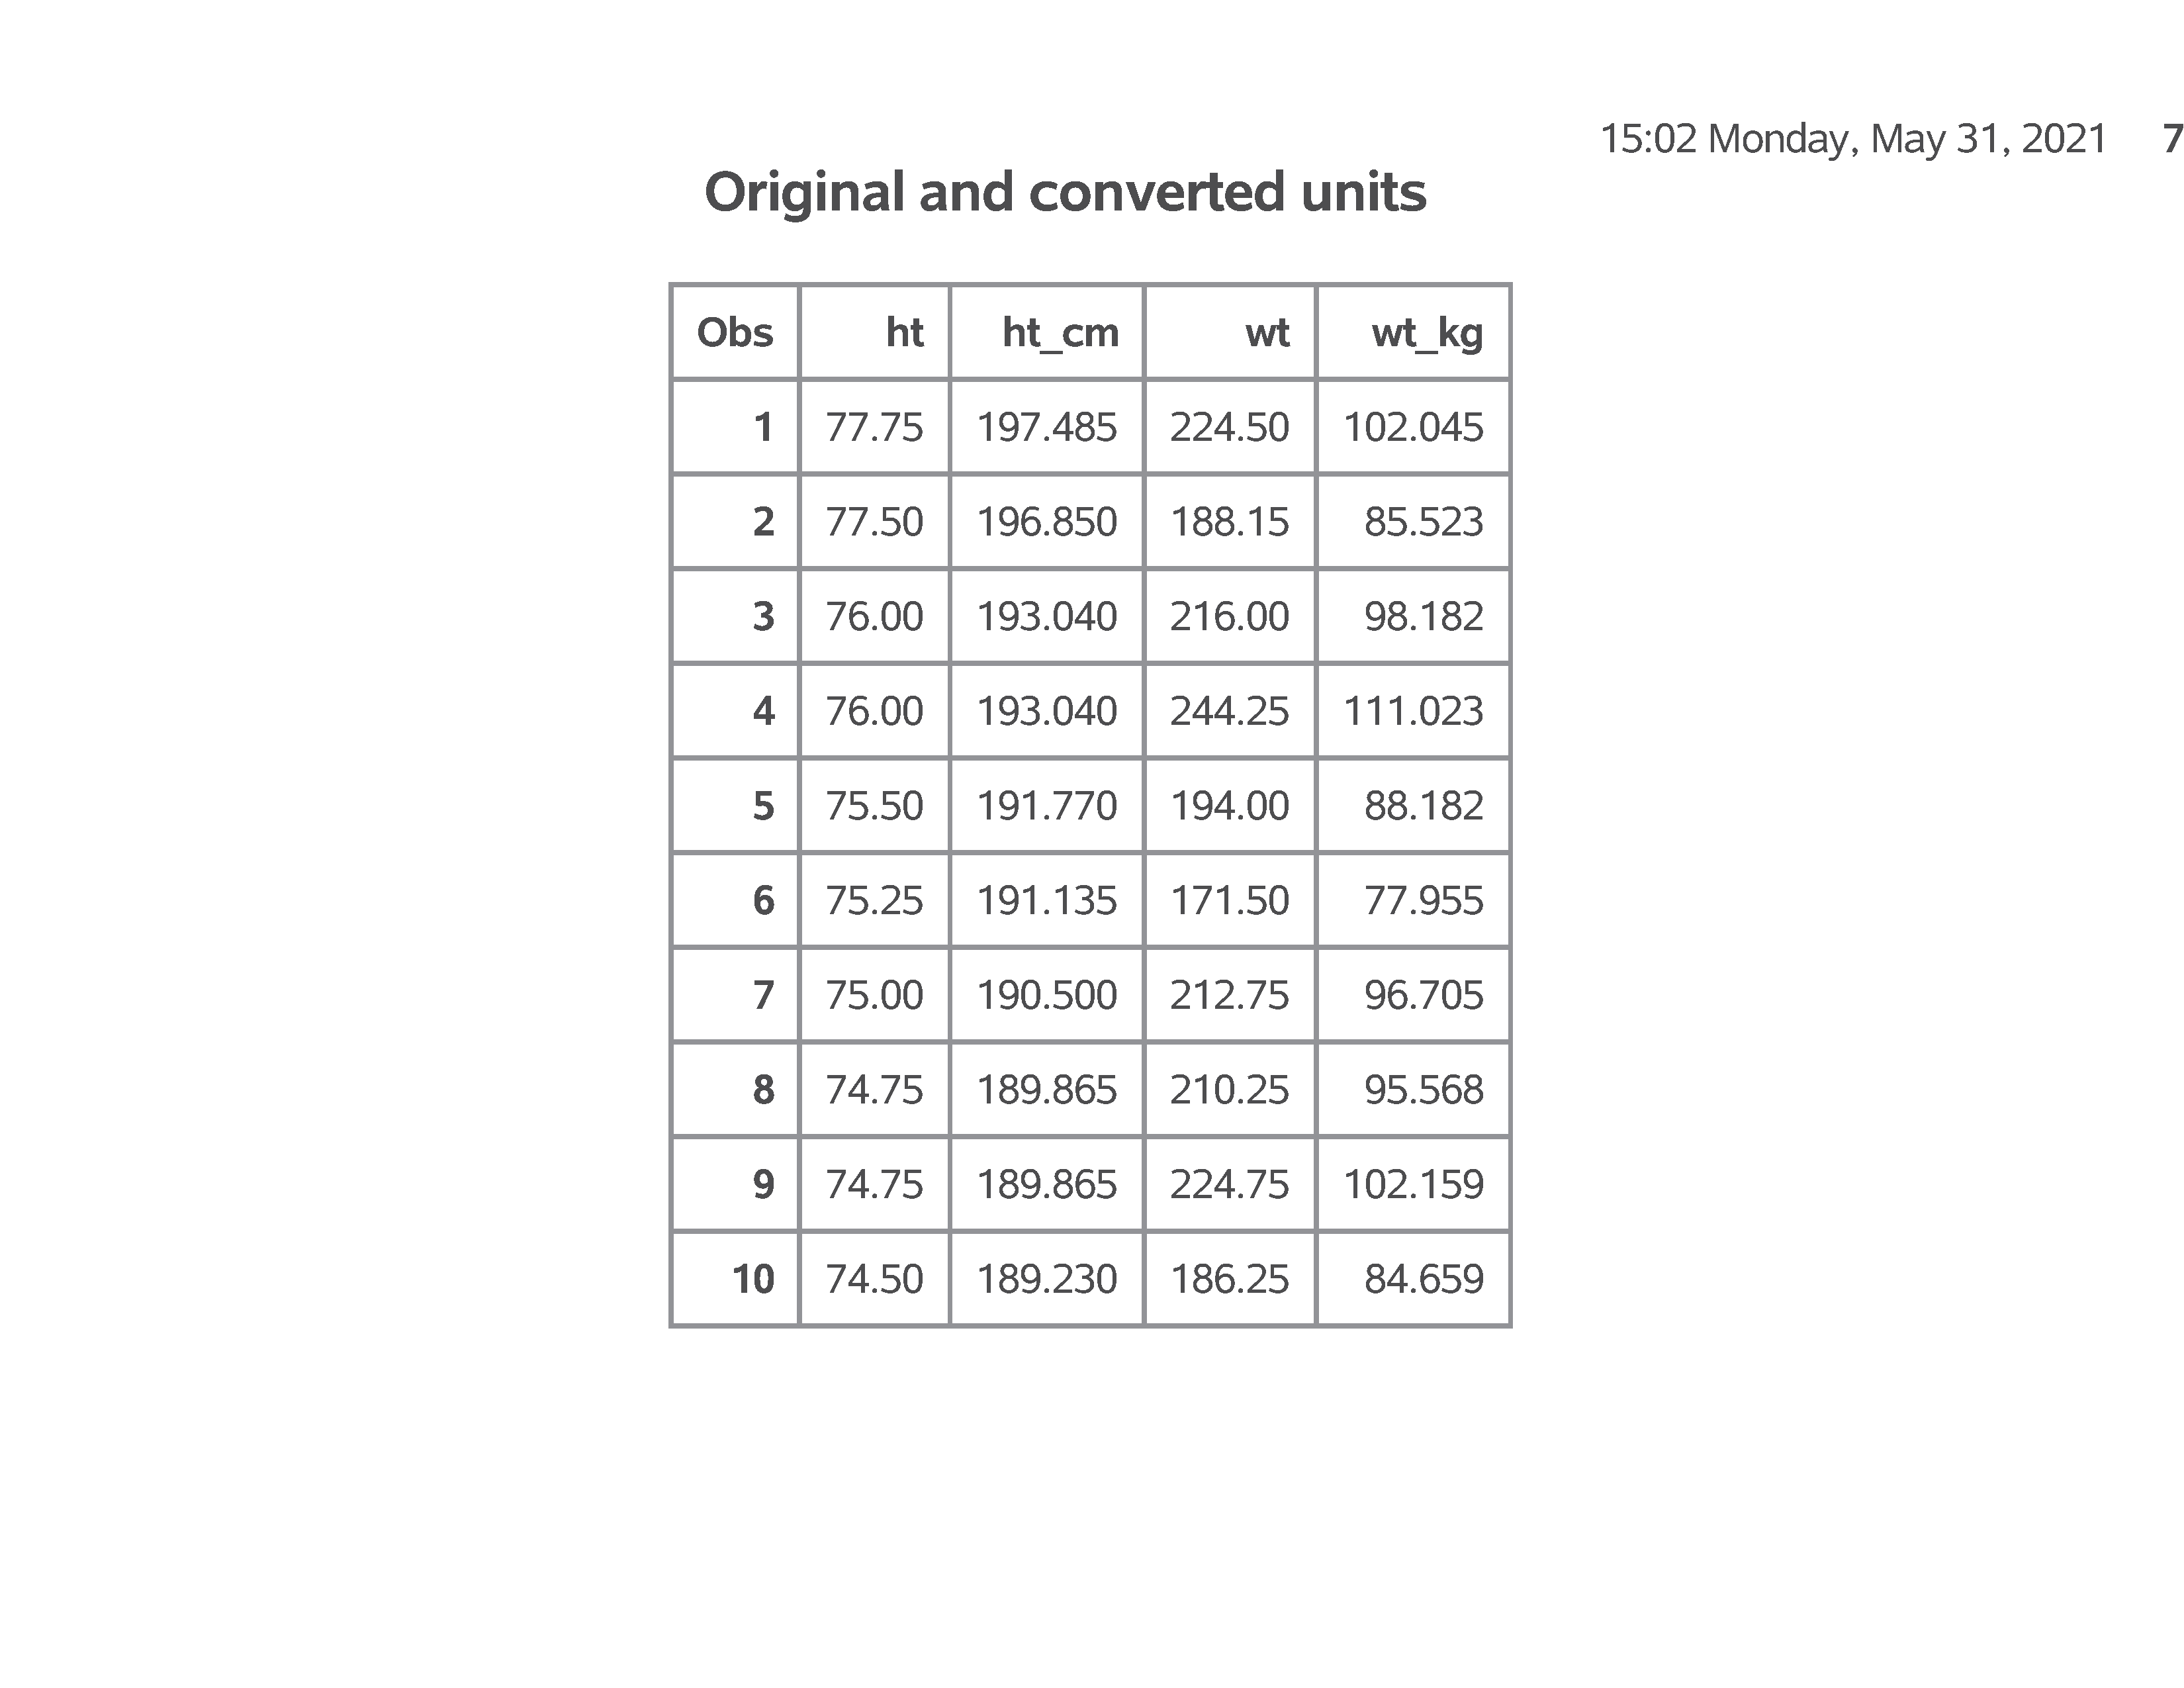 15:02 Monday, May 31, 2021 7
Original and converted units
Obs ht ht_cm wt wt_kg
1 77.75 197.485 224.50 102.045
2 77.50 196.850 188.15 85.523
3 76.00 193.040 216.00 98.182
4 76.00 193.040 244.25 111.023
5 75.50 191.770 194.00 88.182
6 75.25 191.135 171.50 77.955
7 75.00 190.500 212.75 96.705
8 74.75 189.865 210.25 95.568
9 74.75 189.865 224.75 102.159
10 74.50 189.230 186.25 84.659